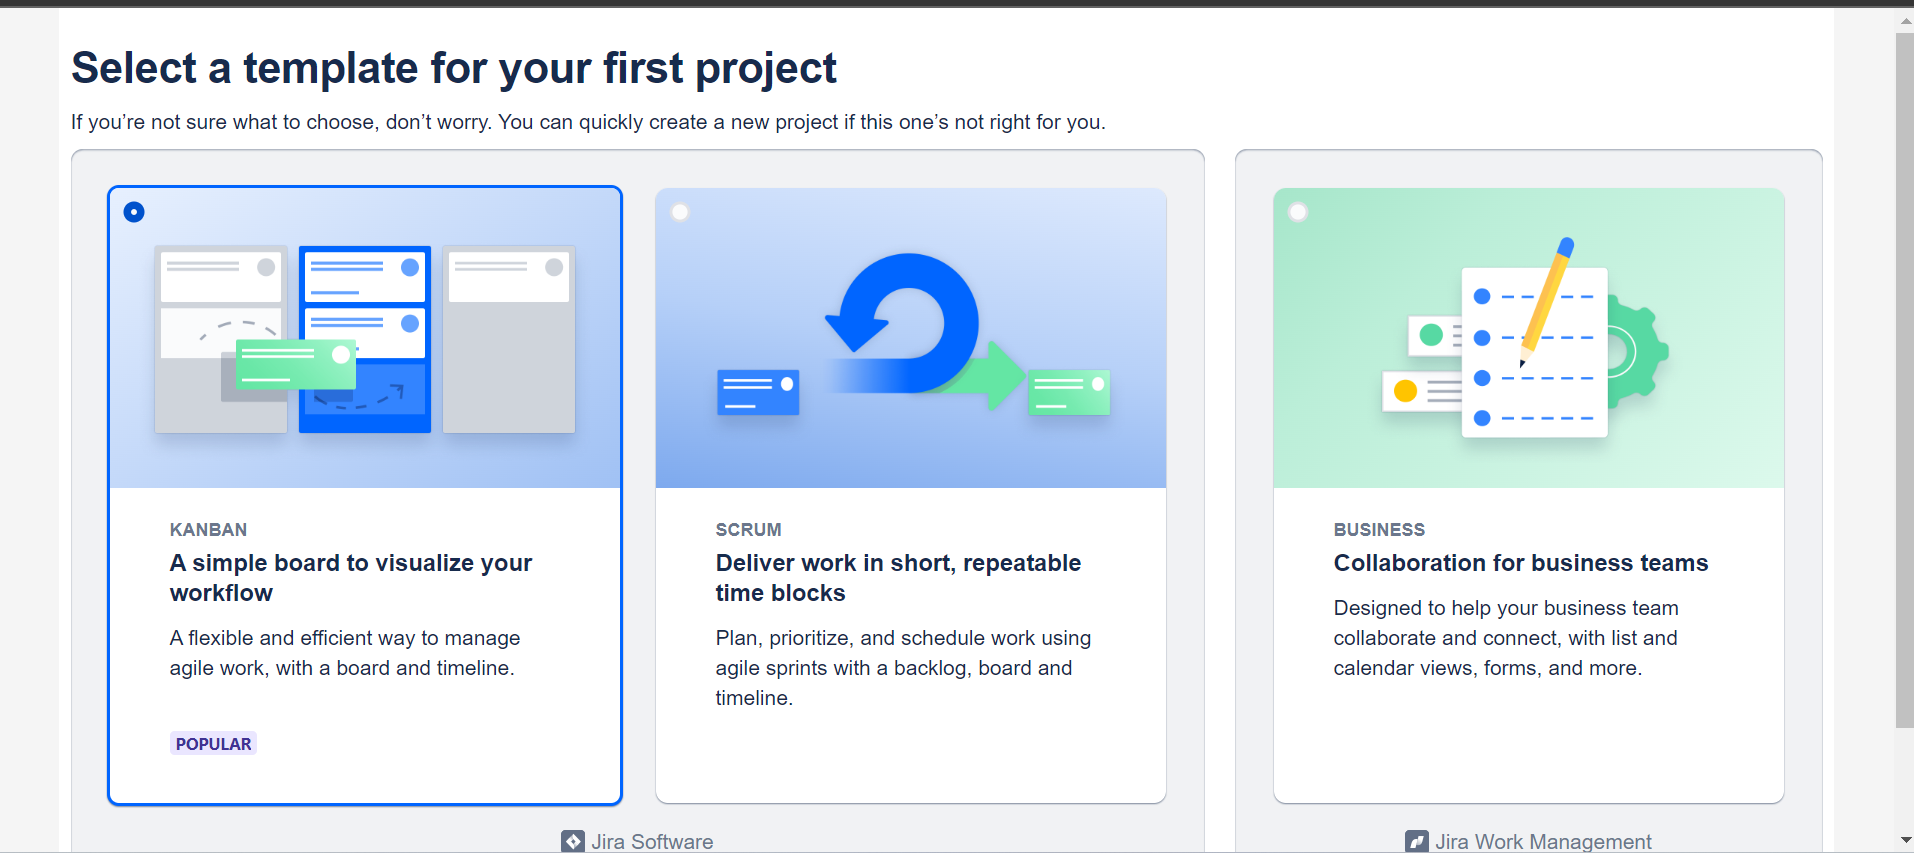 Select a template for your first project
If you’re not sure what to choose, don’t worry. You can quickly create a new project if this one’s not right for you.
KANBAN
A simple board to visualize your
workflow
A flexible and efficient way to manage
agile work, with a board and timeline.
POPULAR
SCRUM
Deliver work in short, repeatable
time blocks
Plan, prioritize, and schedule work using
agile sprints with a backlog, board and
timeline.
Jira Software
BUSINESS
Collaboration for business teams
Designed to help your business team
collaborate and connect, with list and
calendar views, forms, and more.
Jira Work Management